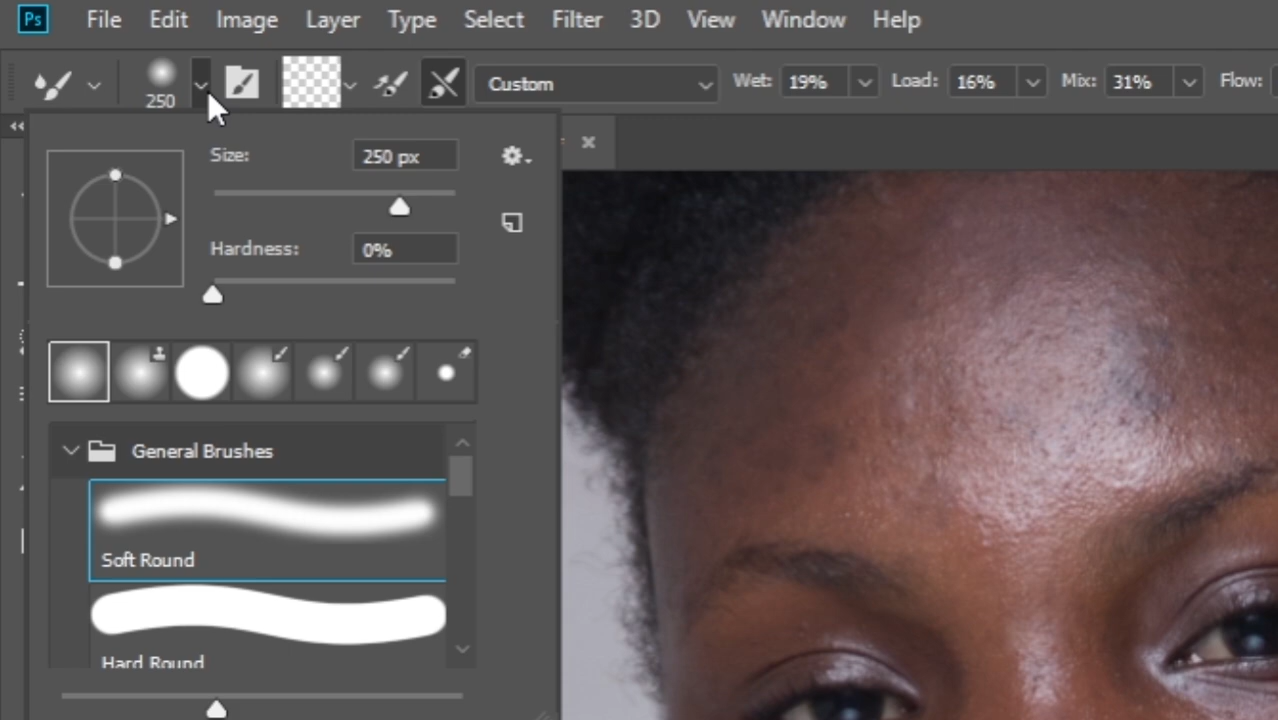 Ps File Edit Image Layer Type Select Filter 3D View Window Help
250 Custom Wet: 19% Load: 16% Mix: 31% Flow:
Size: 250 px
Hardness: 0%
General Brushes
Soft Round
Hard Round